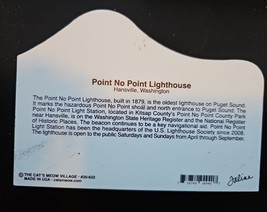 Point No Point Lighthouse
Hansville, Washington
The Point No Point Lighthouse, built in 1879, is the oldest lighthouse on Puget Sound.
It marks the hazardous Point No Point shoal and north entrance to Puget Sound. The
Point No Point Light Station, located in Kitsap County's Point No Point County Park
near Hansville, is on the Washington State Heritage Register and the National Register
of Historic Places. The beacon continues to be a key navigational aid. Point No Point
Light Station has been the headquarters of the U.S. Lighthouse Society since 2008.
The lighthouse is open to the public Saturdays and Sundays from April through September.
THE CAT'S MEOW VILLAGE
MADE IN USA
Faline